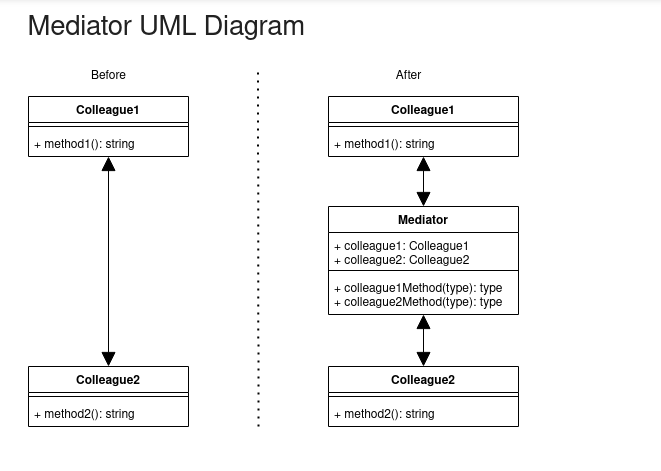 Mediator UML Diagram
Before
Colleague1
+ method1(): string
Colleague2
+ method2(): string
After
Colleague1
+ method1(): string
Mediator
+ colleague1: Colleague1
+ colleague2: Colleague2
+ colleague1Method(type): type
+ colleague2Method(type): type
Colleague2
+ method2(): string